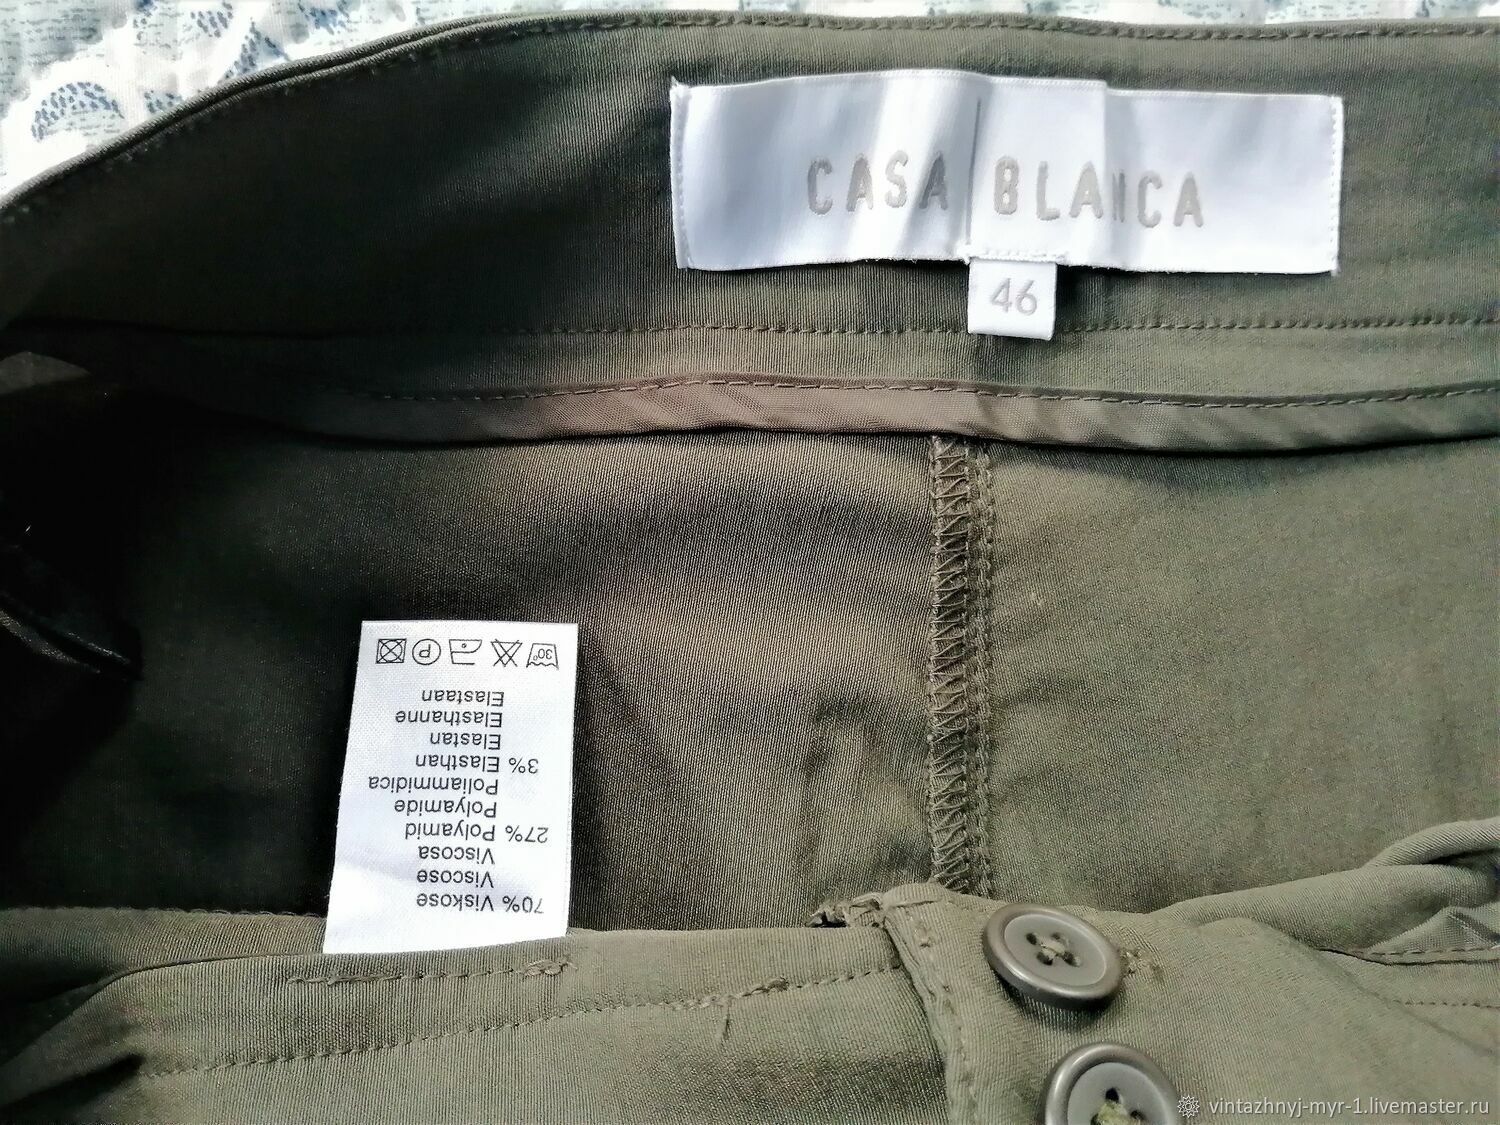 CASA BLANCA
46
70% Viskose
Viscose
Viscosa
27% Polyamid
Polyamide
Poliammidica
3% Elasthan
Elastan
Elasthanne
Elastaan
30°
P
vintazhnyj-myr-1.livemaster.ru